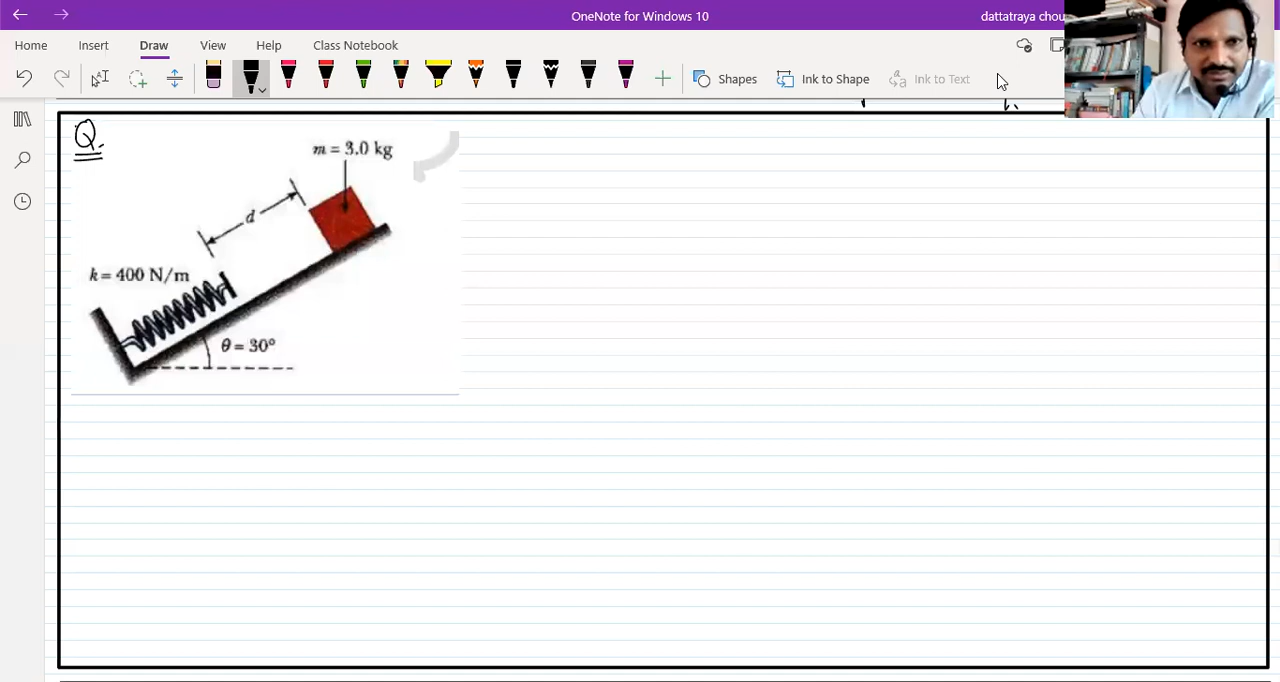 OneNote for Windows 10
dattatraya chou
Home Insert Draw View Help Class Notebook
Shapes Ink to Shape Ink to Text
Q.
m = 3.0 kg
d
k = 400 N/m
θ = 30°